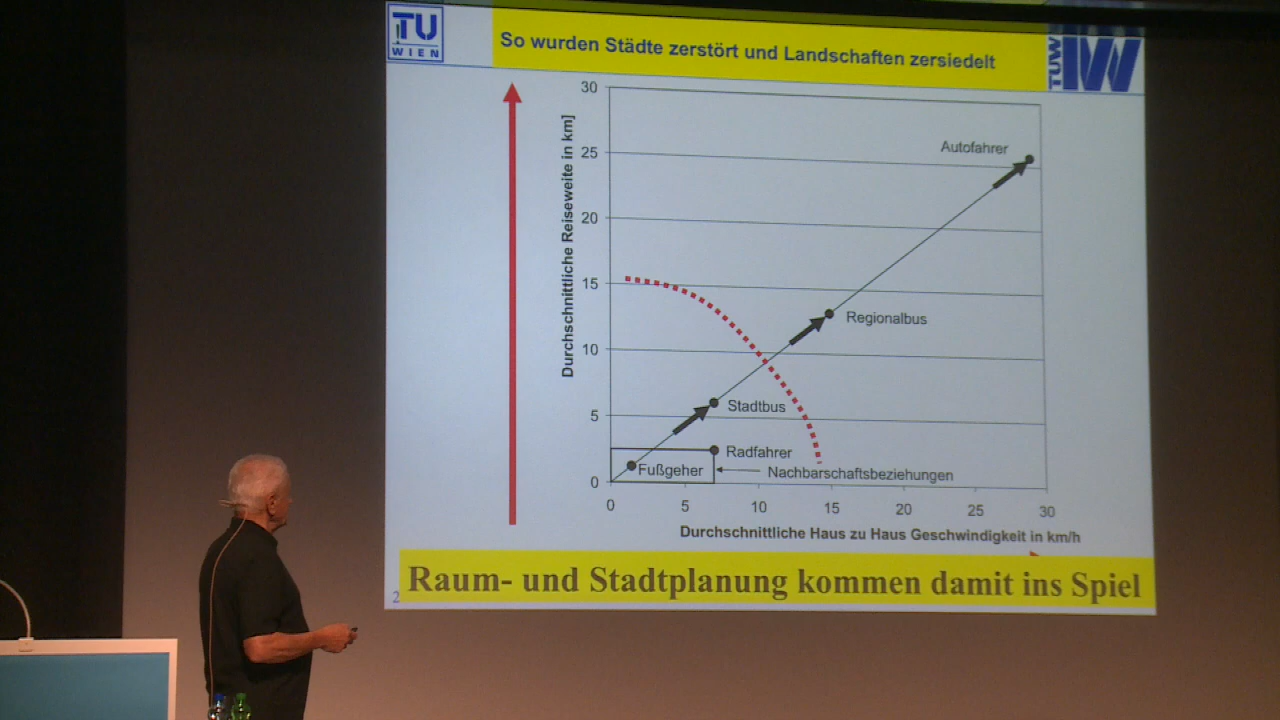 TU
WIEN
So wurden Städte zerstört und Landschaften zersiedelt
TUW
IW
Durchschnittliche Reiseweite in km]
30
25
20
15
10
5
0
Autofahrer
Regionalbus
Stadtbus
Radfahrer
Fußgeher
Nachbarschaftsbeziehungen
0 5 10 15 20 25 30
Durchschnittliche Haus zu Haus Geschwindigkeit in km/h
Raum- und Stadtplanung kommen damit ins Spiel
2